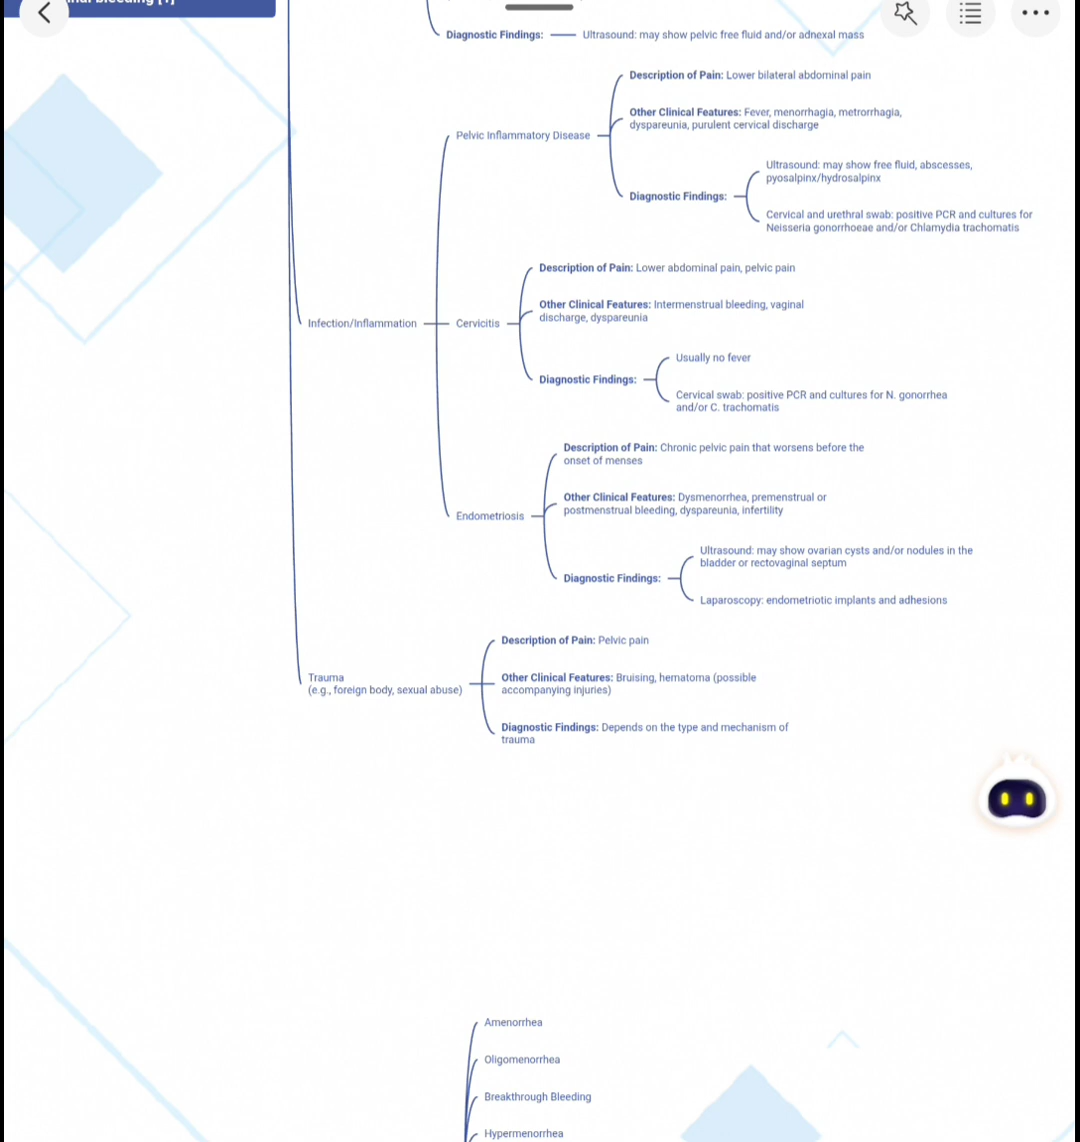 Diagnostic Findings:
Ultrasound: may show pelvic free fluid and/or adnexal mass
Description of Pain: Lower bilateral abdominal pain
Other Clinical Features: Fever, menorrhagia, metrorrhagia,
dyspareunia, purulent cervical discharge
Pelvic Inflammatory Disease
Ultrasound: may show free fluid, abscesses,
pyosalpinx/hydrosalpinx
Diagnostic Findings:
Cervical and urethral swab: positive PCR and cultures for
Neisseria gonorrhoeae and/or Chlamydia trachomatis
Description of Pain: Lower abdominal pain, pelvic pain
Other Clinical Features: Intermenstrual bleeding, vaginal
discharge, dyspareunia
Infection/Inflammation
Cervicitis
Usually no fever
Diagnostic Findings:
Cervical swab: positive PCR and cultures for N. gonorrhea
and/or C. trachomatis
Description of Pain: Chronic pelvic pain that worsens before the
onset of menses
Other Clinical Features: Dysmenorrhea, premenstrual or
postmenstrual bleeding, dyspareunia, infertility
Endometriosis
Ultrasound: may show ovarian cysts and/or nodules in the
bladder or rectovaginal septum
Diagnostic Findings:
Laparoscopy: endometriotic implants and adhesions
Description of Pain: Pelvic pain
Trauma
(e.g., foreign body, sexual abuse)
Other Clinical Features: Bruising, hematoma (possible
accompanying injuries)
Diagnostic Findings: Depends on the type and mechanism of
trauma
Amenorrhea
Oligomenorrhea
Breakthrough Bleeding
Hypermenorrhea